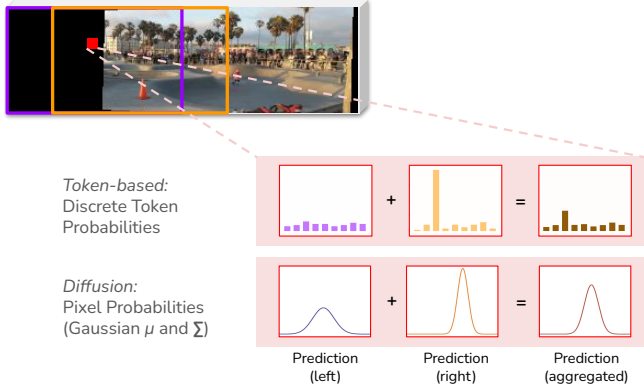 Token-based:
Discrete Token
Probabilities
+
=
Diffusion:
Pixel Probabilities
(Gaussian μ and ∑)
+
=
Prediction
(left)
Prediction
(right)
Prediction
(aggregated)